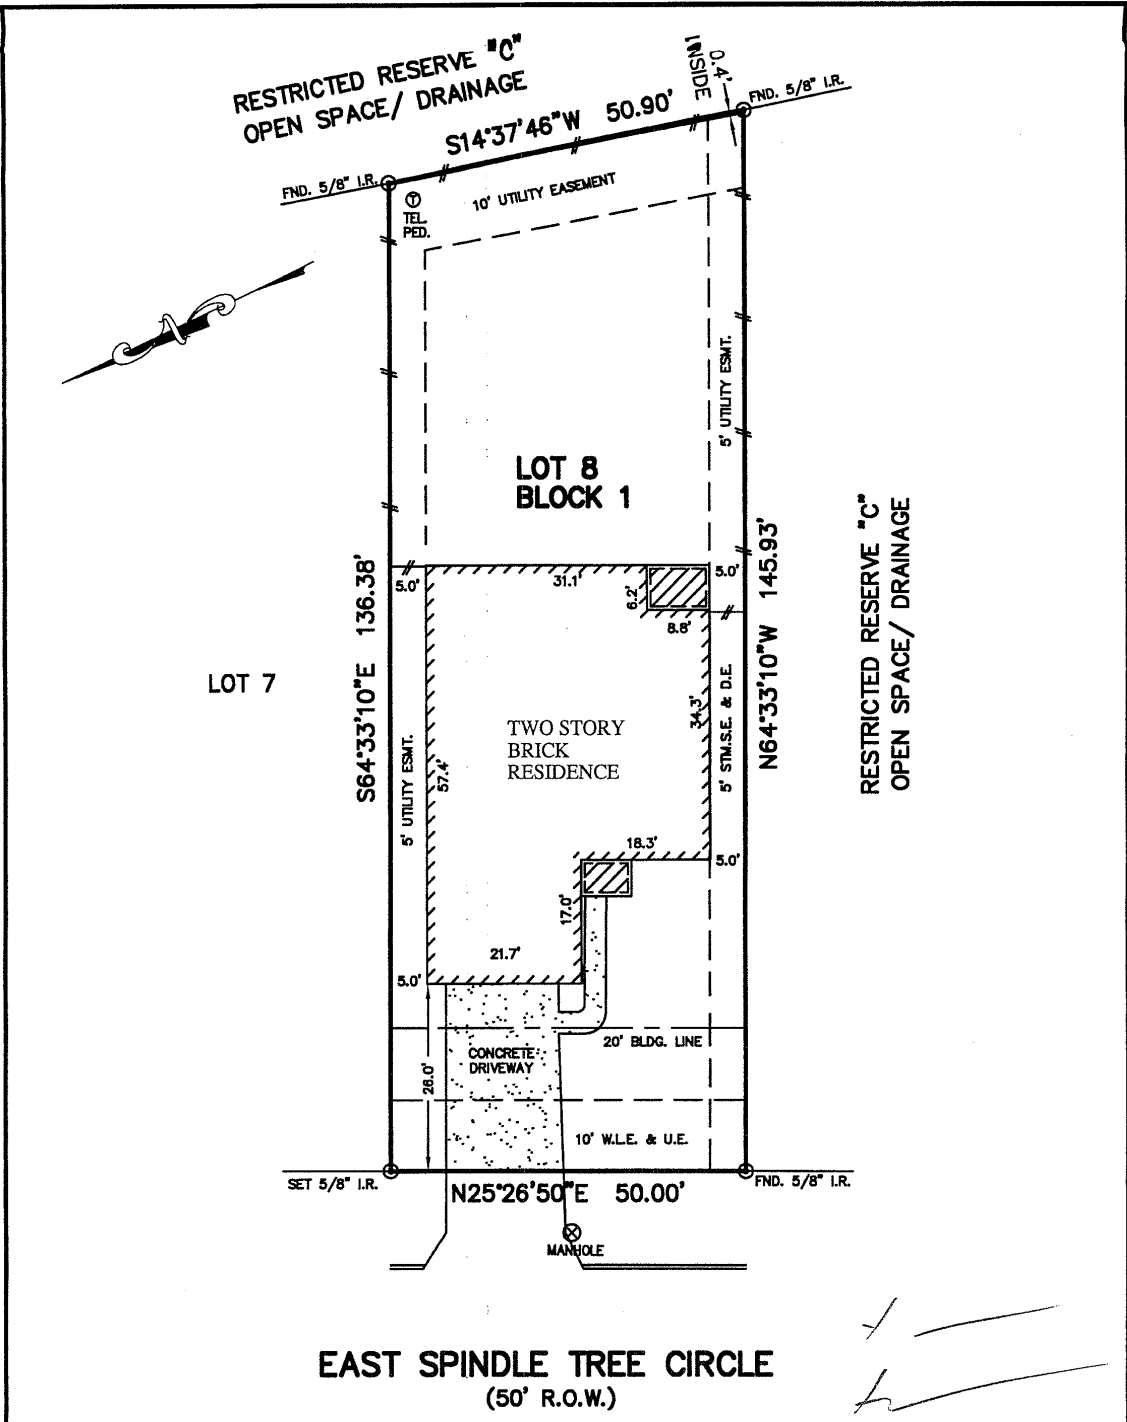 RESTRICTED RESERVE "C"
OPEN SPACE/ DRAINAGE
0.4'
INSIDE
FND. 5/8" I.R.
S14°37'46"W 50.90'
FND. 5/8" I.R.
10' UTILITY EASEMENT
T
TEL.
PED.
5' UTILITY ESMT.
LOT 8
BLOCK 1
S64°33'10"E 136.38'
N64°33'10"W 145.93'
RESTRICTED RESERVE "C"
OPEN SPACE/ DRAINAGE
5.0'
31.1'
6.2'
5.0'
8.8'
LOT 7
34.3'
5' STM.S.E. & D.E.
TWO STORY
BRICK
RESIDENCE
57.4'
5' UTILITY ESMT.
18.3'
5.0'
17.0'
21.7'
5.0'
20' BLDG. LINE
CONCRETE
DRIVEWAY
26.0'
10' W.L.E. & U.E.
SET 5/8" I.R.
N25°26'50"E 50.00'
FND. 5/8" I.R.
MANHOLE
EAST SPINDLE TREE CIRCLE
(50' R.O.W.)